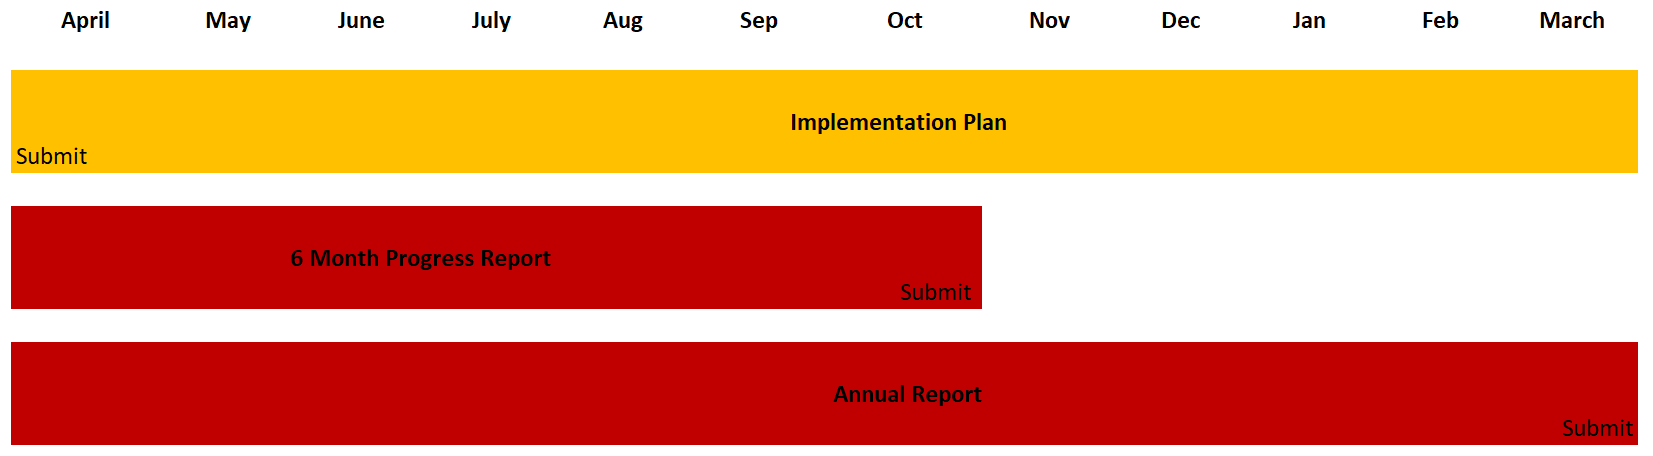 April May June July Aug Sep Oct Nov Dec Jan Feb March
Implementation Plan
Submit
6 Month Progress Report
Submit
Annual Report
Submit